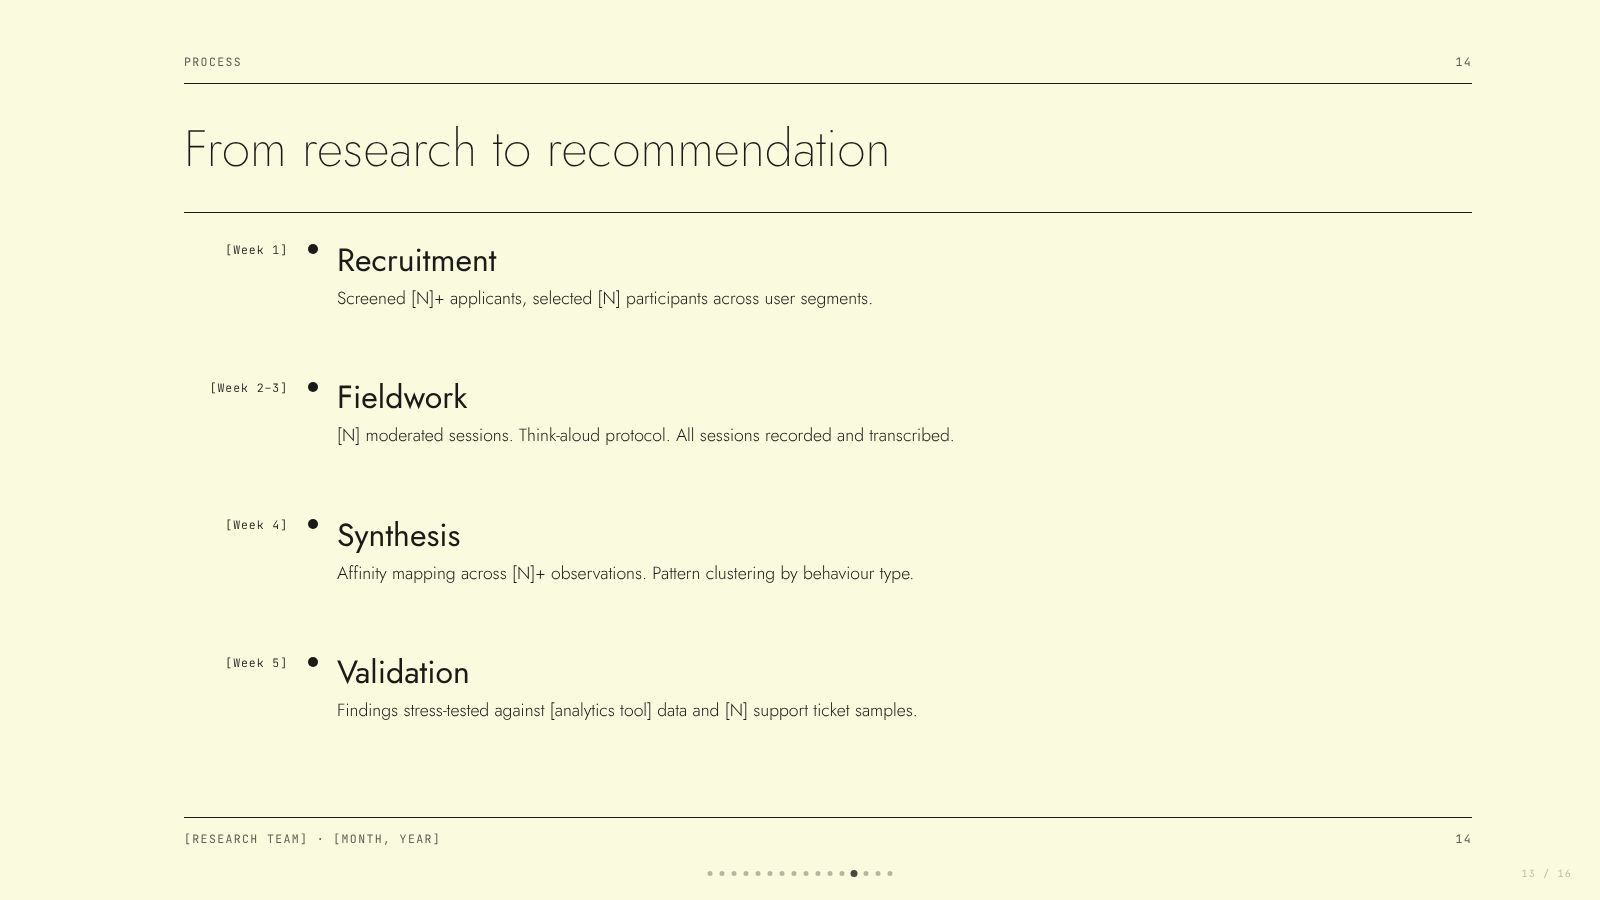 PROCESS
14
From research to recommendation
[Week 1]
Recruitment
Screened [N]+ applicants, selected [N] participants across user segments.
[Week 2–3]
Fieldwork
[N] moderated sessions. Think-aloud protocol. All sessions recorded and transcribed.
[Week 4]
Synthesis
Affinity mapping across [N]+ observations. Pattern clustering by behaviour type.
[Week 5]
Validation
Findings stress-tested against [analytics tool] data and [N] support ticket samples.
[RESEARCH TEAM] · [MONTH, YEAR]
14
13 / 16